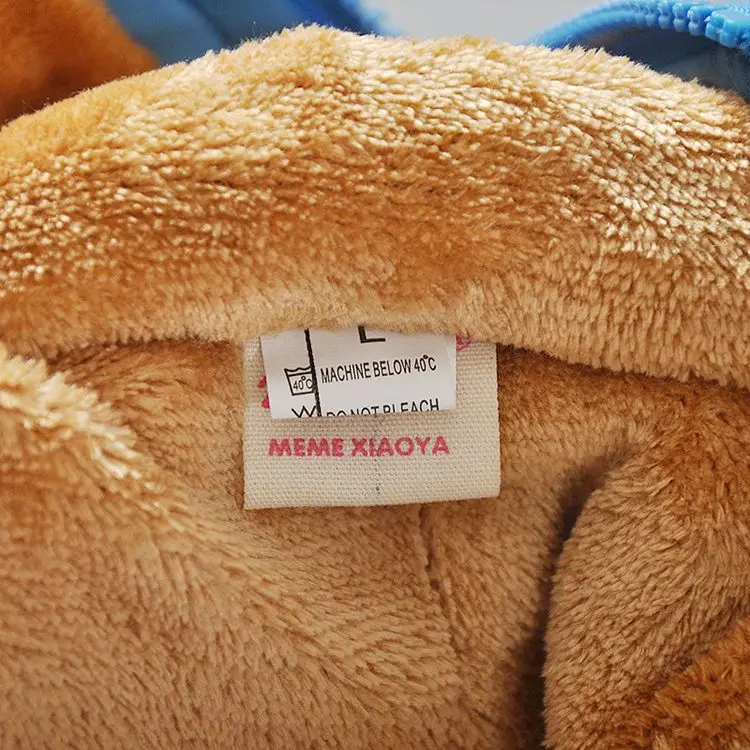 L
40°C MACHINE BELOW 40°C
DO NOT BLEACH
MEME XIAOYA